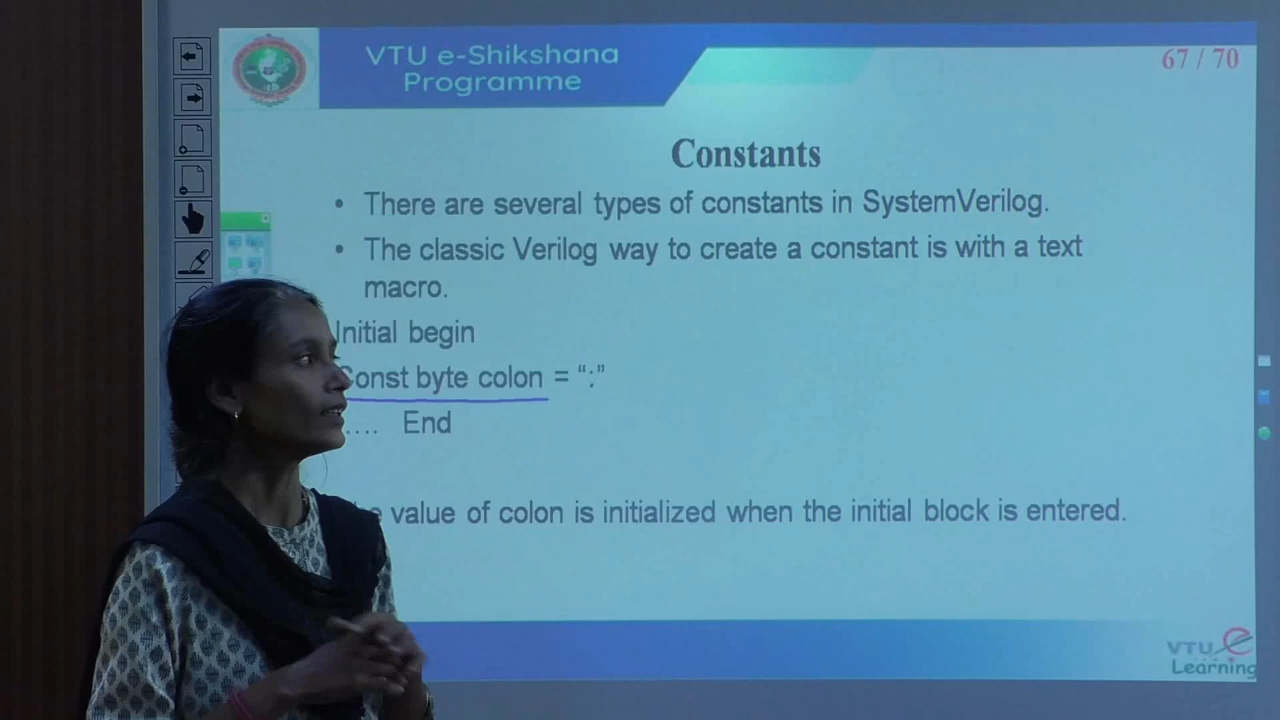 VTU e-Shikshana
Programme
67 / 70
Constants
• There are several types of constants in SystemVerilog.
• The classic Verilog way to create a constant is with a text
macro.
Initial begin
Const byte colon = “:”
.... End
value of colon is initialized when the initial block is entered.
VTU e
Learning